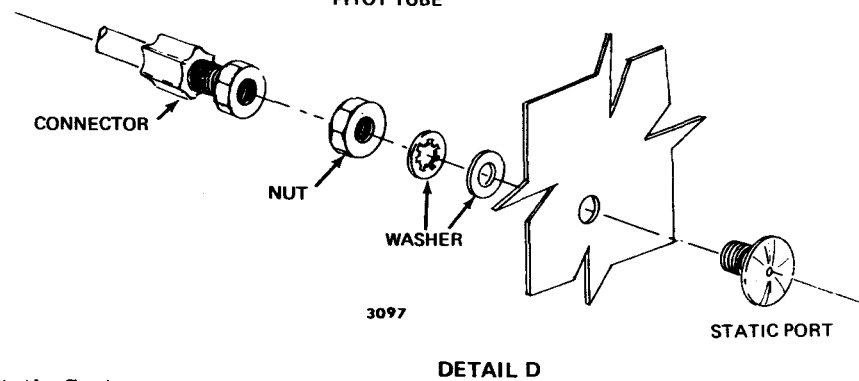 PITOT TUBE
CONNECTOR
NUT
WASHER
3097
STATIC PORT
DETAIL D